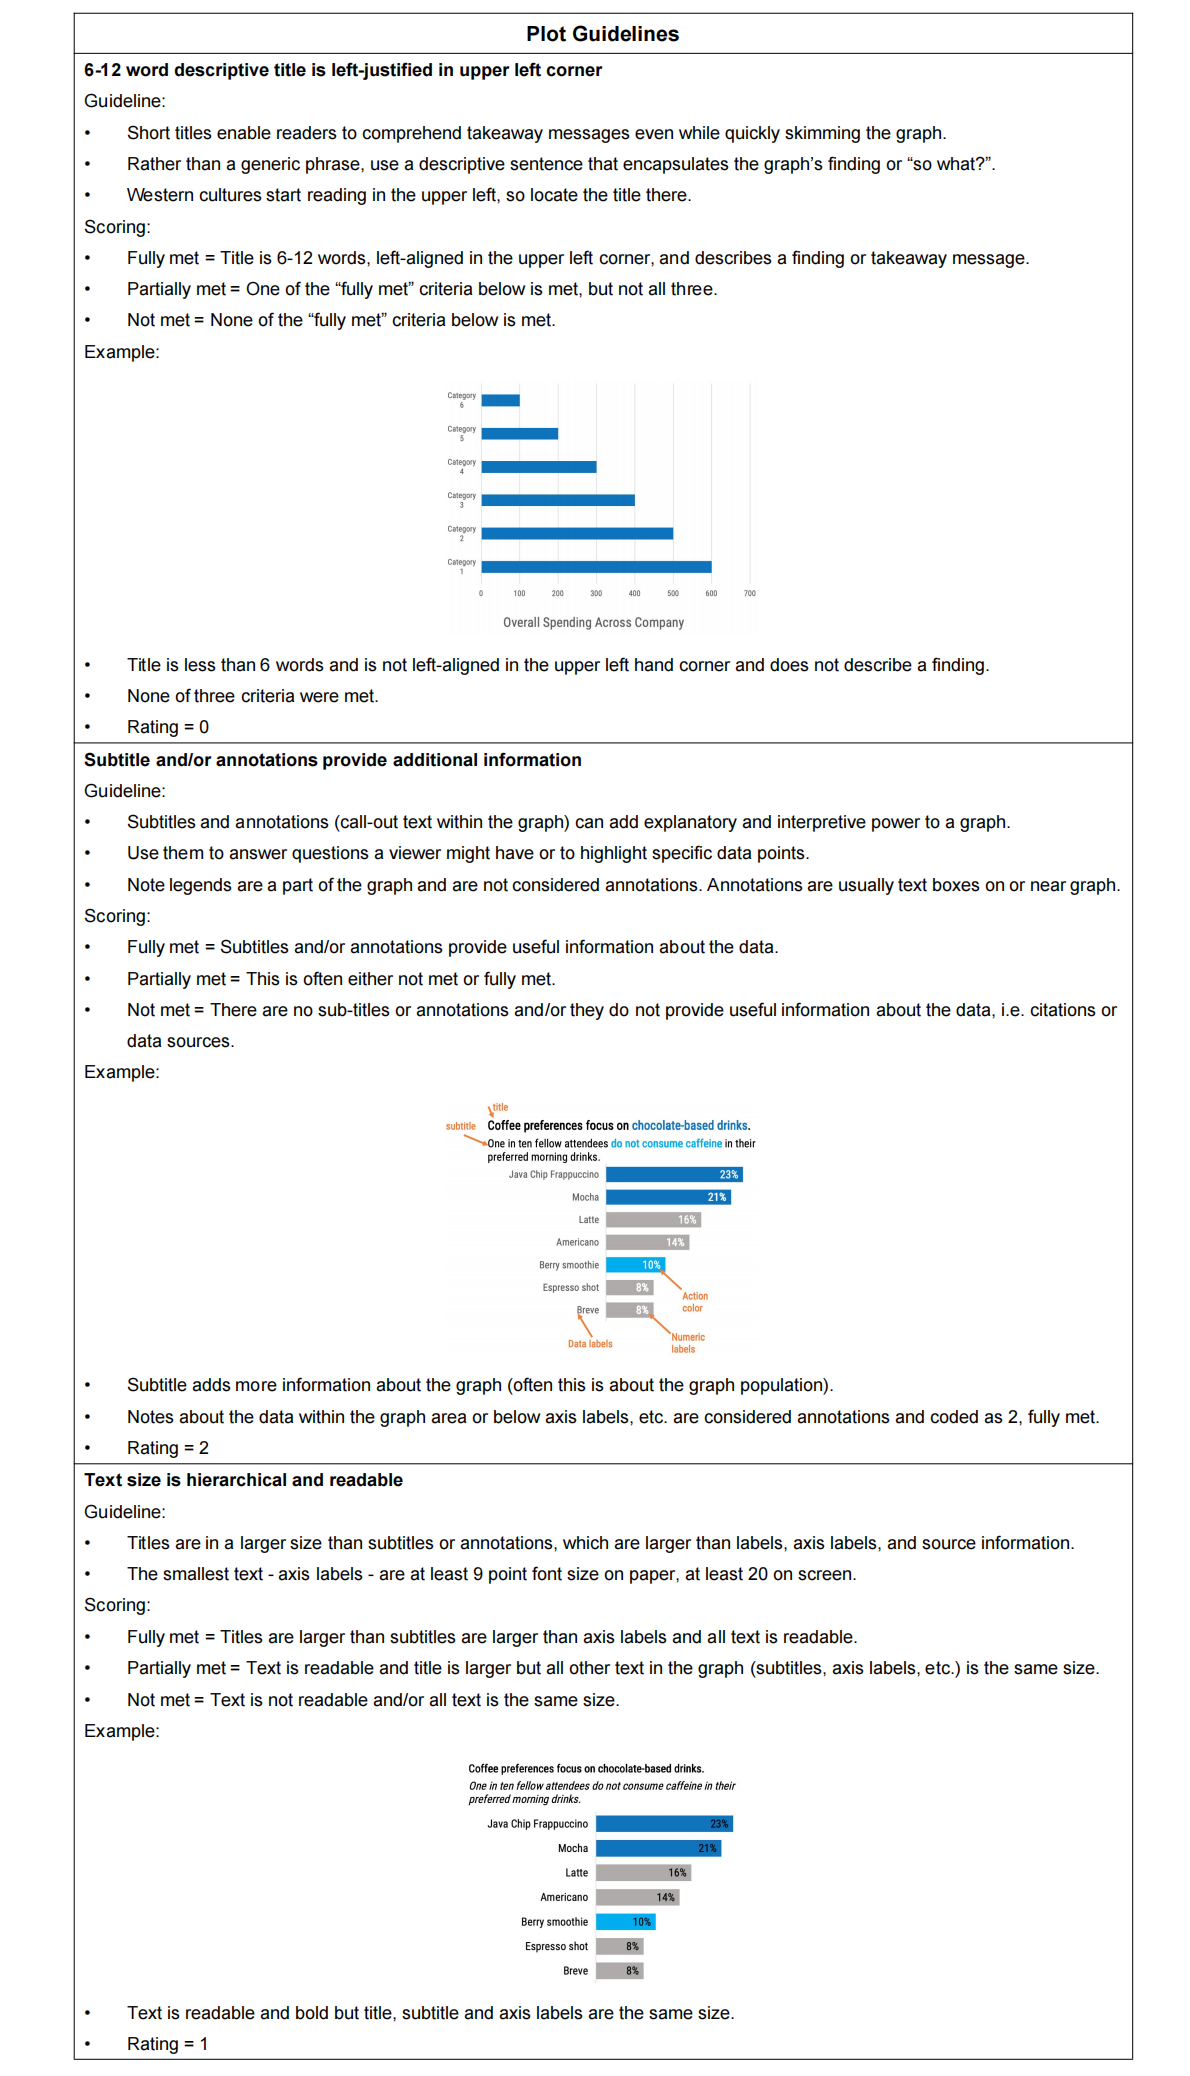 Plot Guidelines
6-12 word descriptive title is left-justified in upper left corner
Guideline:
• Short titles enable readers to comprehend takeaway messages even while quickly skimming the graph.
• Rather than a generic phrase, use a descriptive sentence that encapsulates the graph's finding or “so what?”.
• Western cultures start reading in the upper left, so locate the title there.
Scoring:
• Fully met = Title is 6-12 words, left-aligned in the upper left corner, and describes a finding or takeaway message.
• Partially met = One of the “fully met” criteria below is met, but not all three.
• Not met = None of the “fully met” criteria below is met.
Example:
Category
6
Category
5
Category
4
Category
3
Category
2
Category
1
0 100 200 300 400 500 600 700
Overall Spending Across Company
• Title is less than 6 words and is not left-aligned in the upper left hand corner and does not describe a finding.
• None of three criteria were met.
• Rating = 0
Subtitle and/or annotations provide additional information
Guideline:
• Subtitles and annotations (call-out text within the graph) can add explanatory and interpretive power to a graph.
• Use them to answer questions a viewer might have or to highlight specific data points.
• Note legends are a part of the graph and are not considered annotations. Annotations are usually text boxes on or near graph.
Scoring:
• Fully met = Subtitles and/or annotations provide useful information about the data.
• Partially met = This is often either not met or fully met.
• Not met = There are no sub-titles or annotations and/or they do not provide useful information about the data, i.e. citations or
data sources.
Example:
title
subtitle Coffee preferences focus on chocolate-based drinks.
One in ten fellow attendees do not consume caffeine in their
preferred morning drinks.
Java Chip Frappuccino 23%
Mocha 21%
Latte 16%
Americano 14%
Berry smoothie 10%
Espresso shot 8%
Action
color
Breve 8%
Data labels
Numeric
labels
• Subtitle adds more information about the graph (often this is about the graph population).
• Notes about the data within the graph area or below axis labels, etc. are considered annotations and coded as 2, fully met.
• Rating = 2
Text size is hierarchical and readable
Guideline:
• Titles are in a larger size than subtitles or annotations, which are larger than labels, axis labels, and source information.
• The smallest text - axis labels - are at least 9 point font size on paper, at least 20 on screen.
Scoring:
• Fully met = Titles are larger than subtitles are larger than axis labels and all text is readable.
• Partially met = Text is readable and title is larger but all other text in the graph (subtitles, axis labels, etc.) is the same size.
• Not met = Text is not readable and/or all text is the same size.
Example:
Coffee preferences focus on chocolate-based drinks.
One in ten fellow attendees do not consume caffeine in their
preferred morning drinks.
Java Chip Frappuccino 23%
Mocha 21%
Latte 16%
Americano 14%
Berry smoothie 10%
Espresso shot 8%
Breve 8%
• Text is readable and bold but title, subtitle and axis labels are the same size.
• Rating = 1